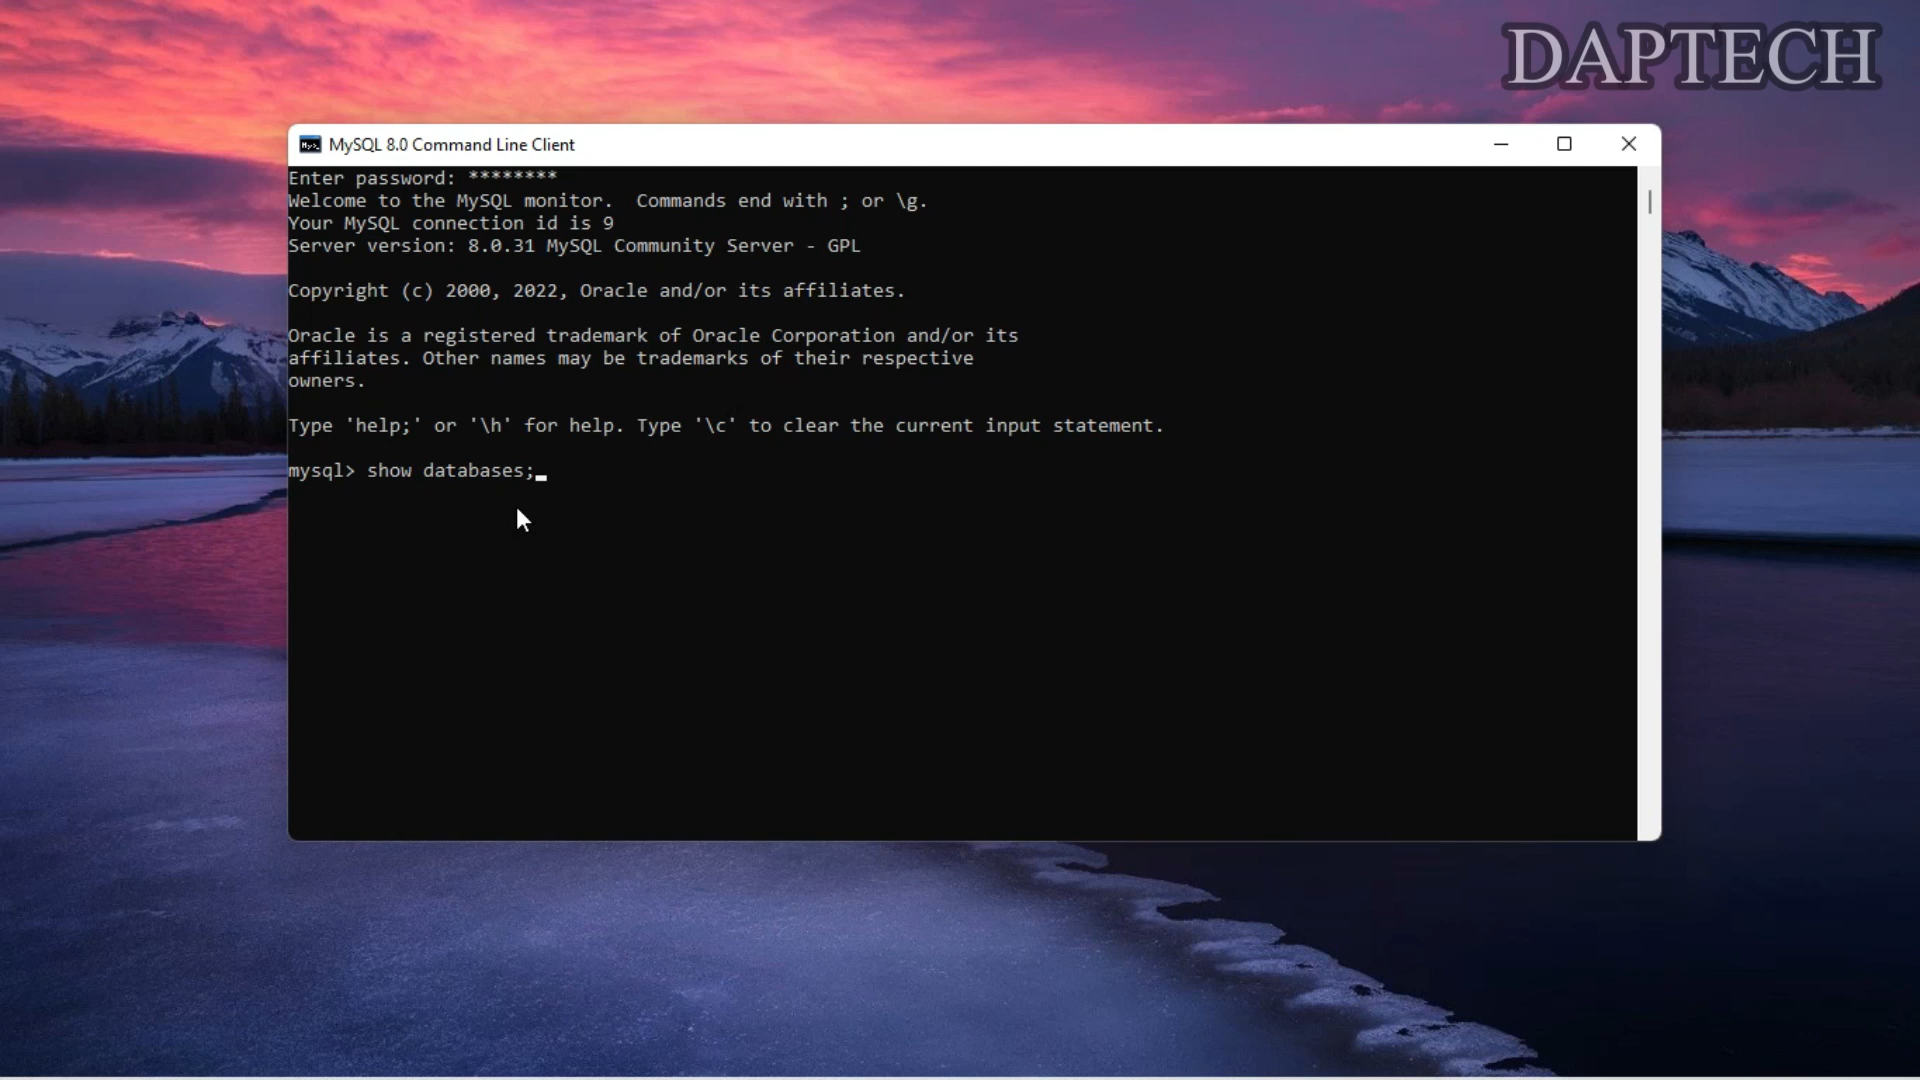 DAPTECH
MySQL 8.0 Command Line Client
Enter password: ********
Welcome to the MySQL monitor.  Commands end with ; or \g.
Your MySQL connection id is 9
Server version: 8.0.31 MySQL Community Server - GPL
Copyright (c) 2000, 2022, Oracle and/or its affiliates.
Oracle is a registered trademark of Oracle Corporation and/or its
affiliates. Other names may be trademarks of their respective
owners.
Type 'help;' or '\h' for help. Type '\c' to clear the current input statement.
mysql> show databases;